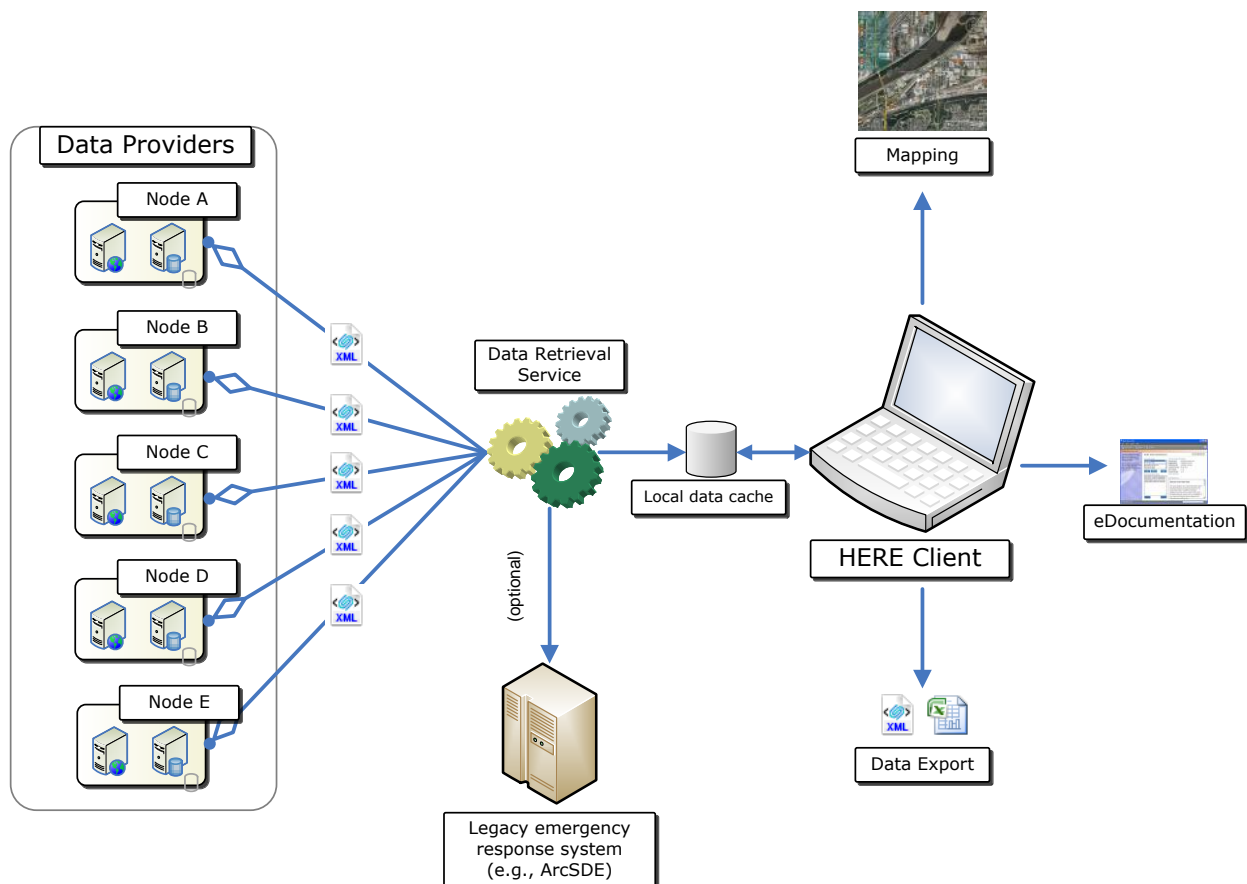 Mapping
Data Providers
Node A
Node B
Node C
Node D
Node E
XML
XML
XML
XML
XML
Data Retrieval
Service
Local data cache
(optional)
HERE Client
eDocumentation
XML
Data Export
Legacy emergency
response system
(e.g., ArcSDE)